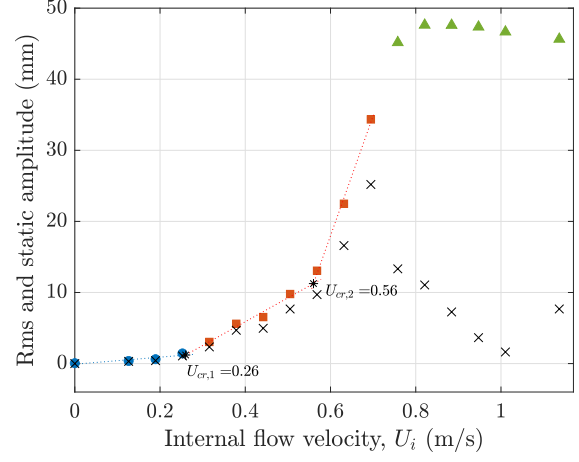 50
40
30
20
10
0
Rms and static amplitude (mm)
U_{cr,2} =0.56
U_{cr,1} =0.26
0 0.2 0.4 0.6 0.8 1
Internal flow velocity, U_i (m/s)